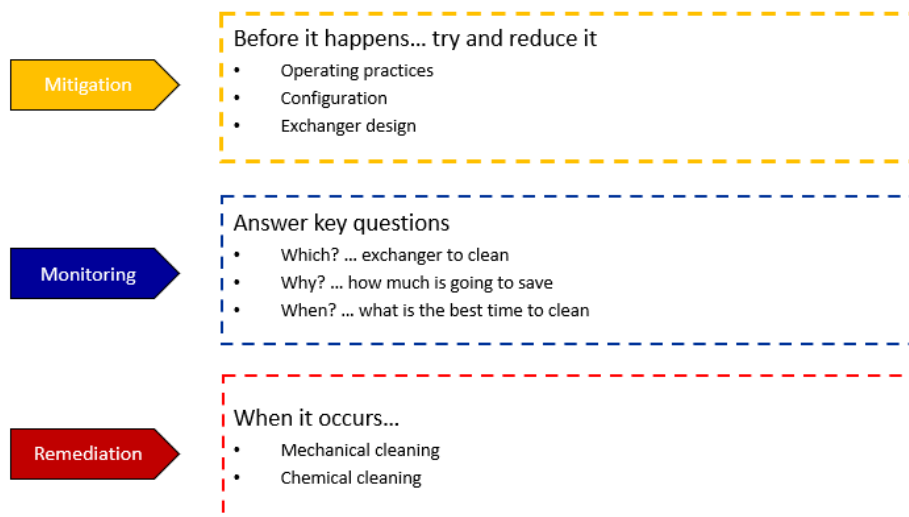 Mitigation
Before it happens… try and reduce it
• Operating practices
• Configuration
• Exchanger design
Monitoring
Answer key questions
• Which? … exchanger to clean
• Why? … how much is going to save
• When? … what is the best time to clean
Remediation
When it occurs…
• Mechanical cleaning
• Chemical cleaning